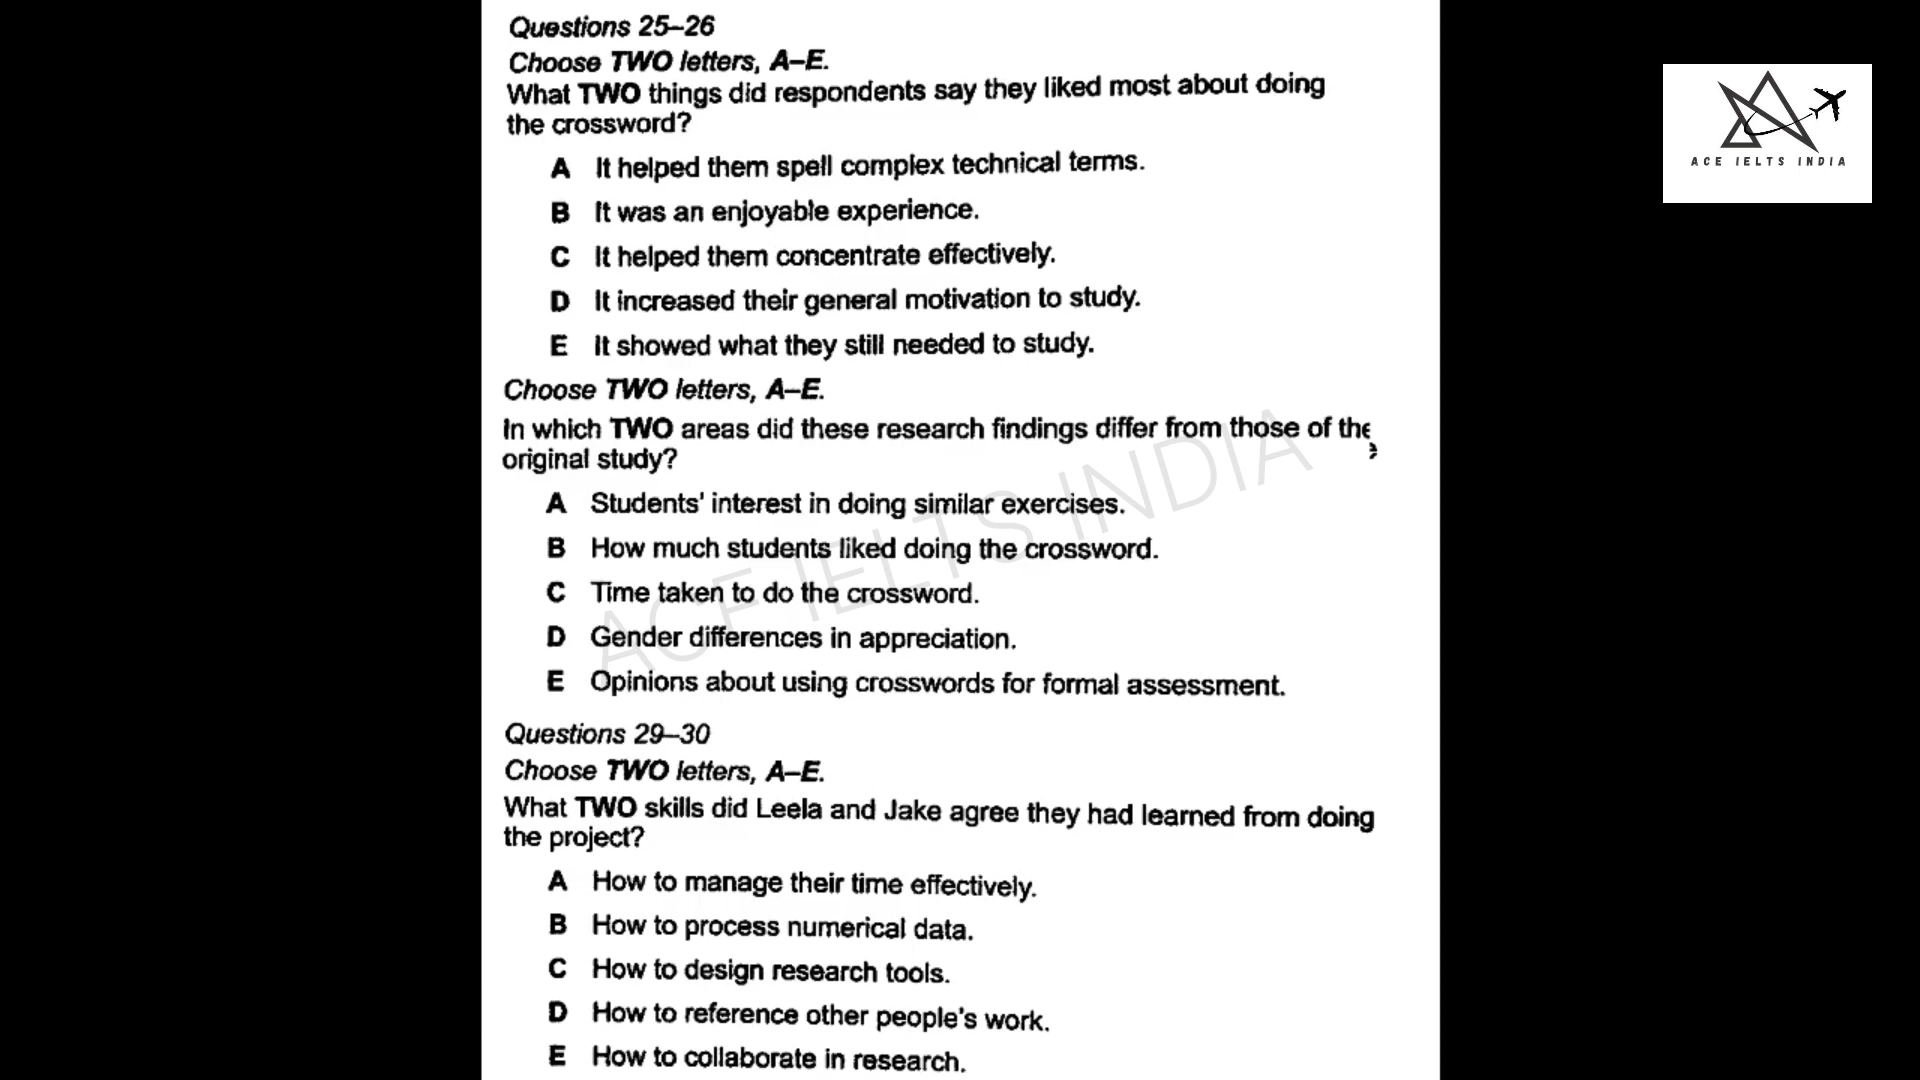 Questions 25–26
Choose TWO letters, A–E.
What TWO things did respondents say they liked most about doing
the crossword?
A It helped them spell complex technical terms.
B It was an enjoyable experience.
C It helped them concentrate effectively.
D It increased their general motivation to study.
E It showed what they still needed to study.
Choose TWO letters, A–E.
In which TWO areas did these research findings differ from those of the
original study?
A Students' interest in doing similar exercises.
B How much students liked doing the crossword.
C Time taken to do the crossword.
D Gender differences in appreciation.
E Opinions about using crosswords for formal assessment.
Questions 29–30
Choose TWO letters, A–E.
What TWO skills did Leela and Jake agree they had learned from doing
the project?
A How to manage their time effectively.
B How to process numerical data.
C How to design research tools.
D How to reference other people's work.
E How to collaborate in research.
ACE IELTS INDIA
ACE IELTS INDIA